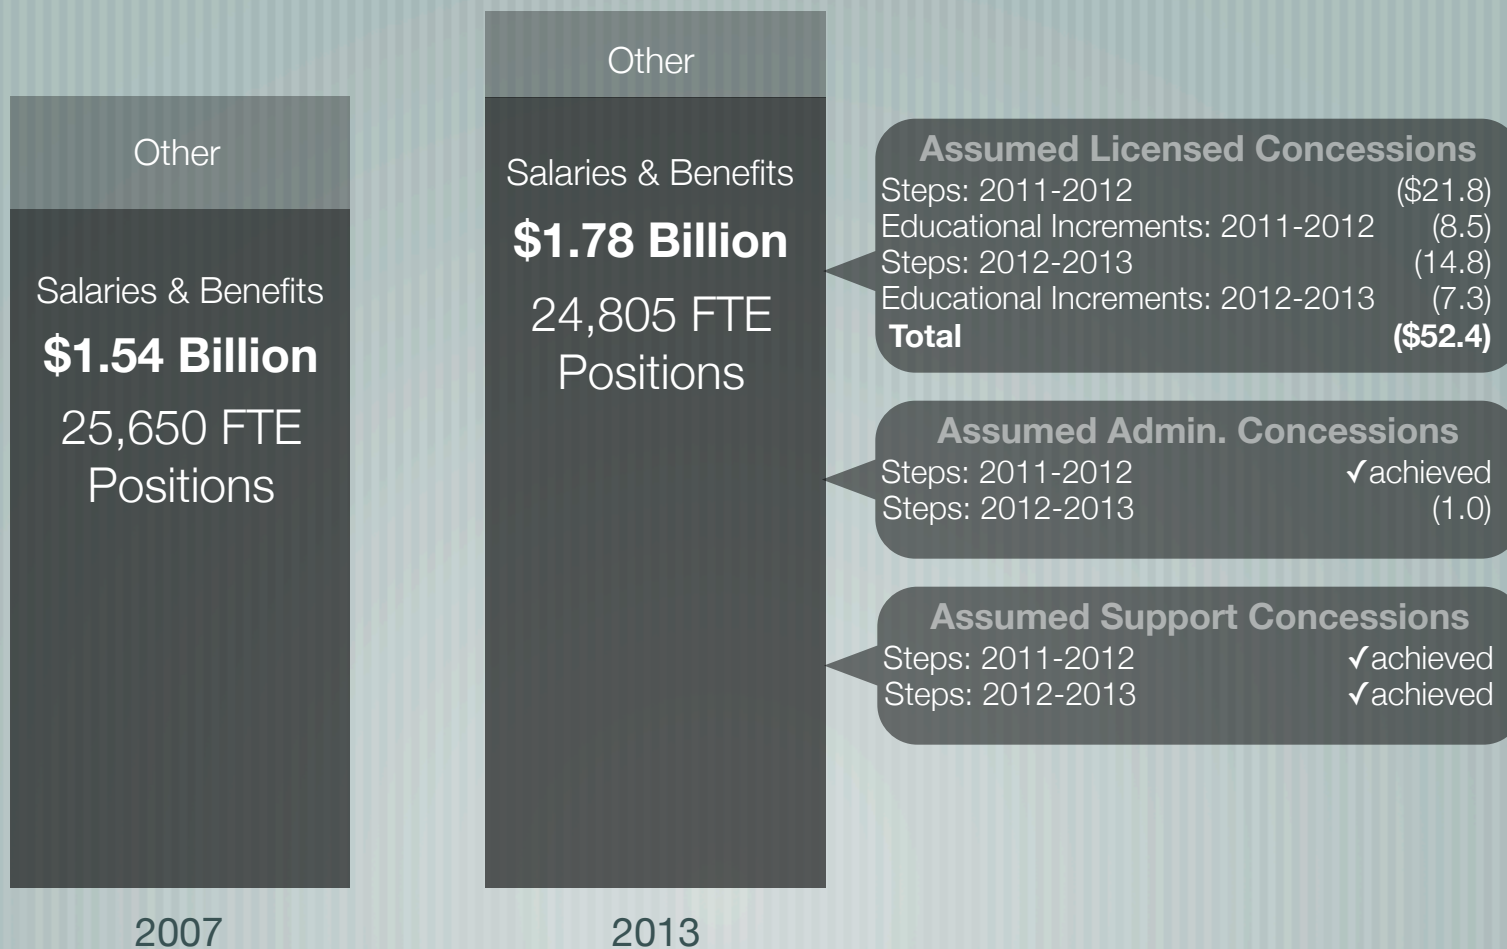 Other
Salaries & Benefits
$1.54 Billion
25,650 FTE
Positions
2007
Other
Salaries & Benefits
$1.78 Billion
24,805 FTE
Positions
2013
Assumed Licensed Concessions
Steps: 2011-2012 ($21.8)
Educational Increments: 2011-2012 (8.5)
Steps: 2012-2013 (14.8)
Educational Increments: 2012-2013 (7.3)
Total ($52.4)
Assumed Admin. Concessions
Steps: 2011-2012 ✓achieved
Steps: 2012-2013 (1.0)
Assumed Support Concessions
Steps: 2011-2012 ✓achieved
Steps: 2012-2013 ✓achieved